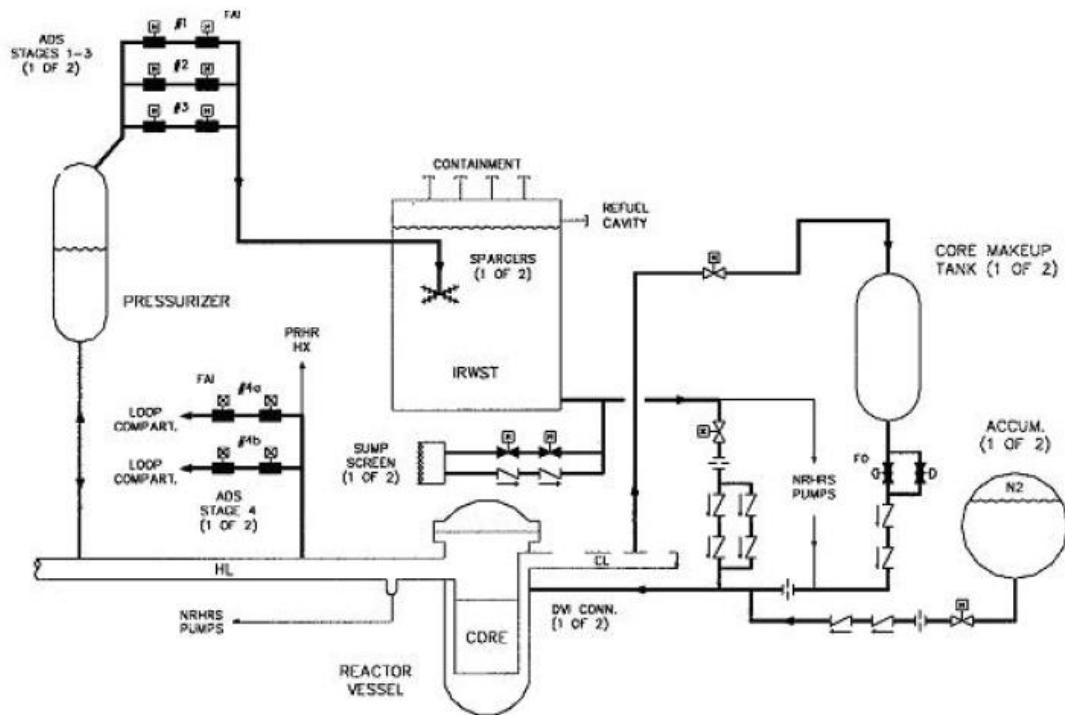 ADS
STAGES 1-3
(1 OF 2)
#1
FAI
#2
#3
M
M
M
M
M
M
CONTAINMENT
REFUEL
CAVITY
SPARGERS
(1 OF 2)
M
CORE MAKEUP
TANK (1 OF 2)
PRESSURIZER
PRHR
HX
IRWST
FAI
#4a
LOOP
COMPART.
#4b
LOOP
COMPART.
ADS
STAGE 4
(1 OF 2)
SUMP
SCREEN
(1 OF 2)
M
M
M
NRHRS
PUMPS
FO
ACCUM.
(1 OF 2)
N2
HL
CL
NRHRS
PUMPS
DVI CONN.
(1 OF 2)
M
CORE
REACTOR
VESSEL